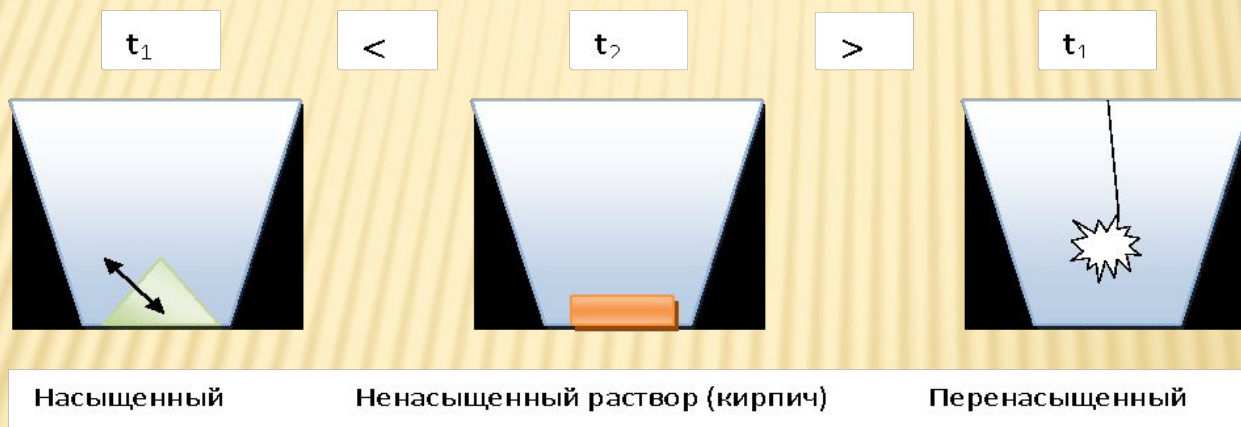 t₁ < t₂ > t₁
Насыщенный Ненасыщенный раствор (кирпич) Перенасыщенный